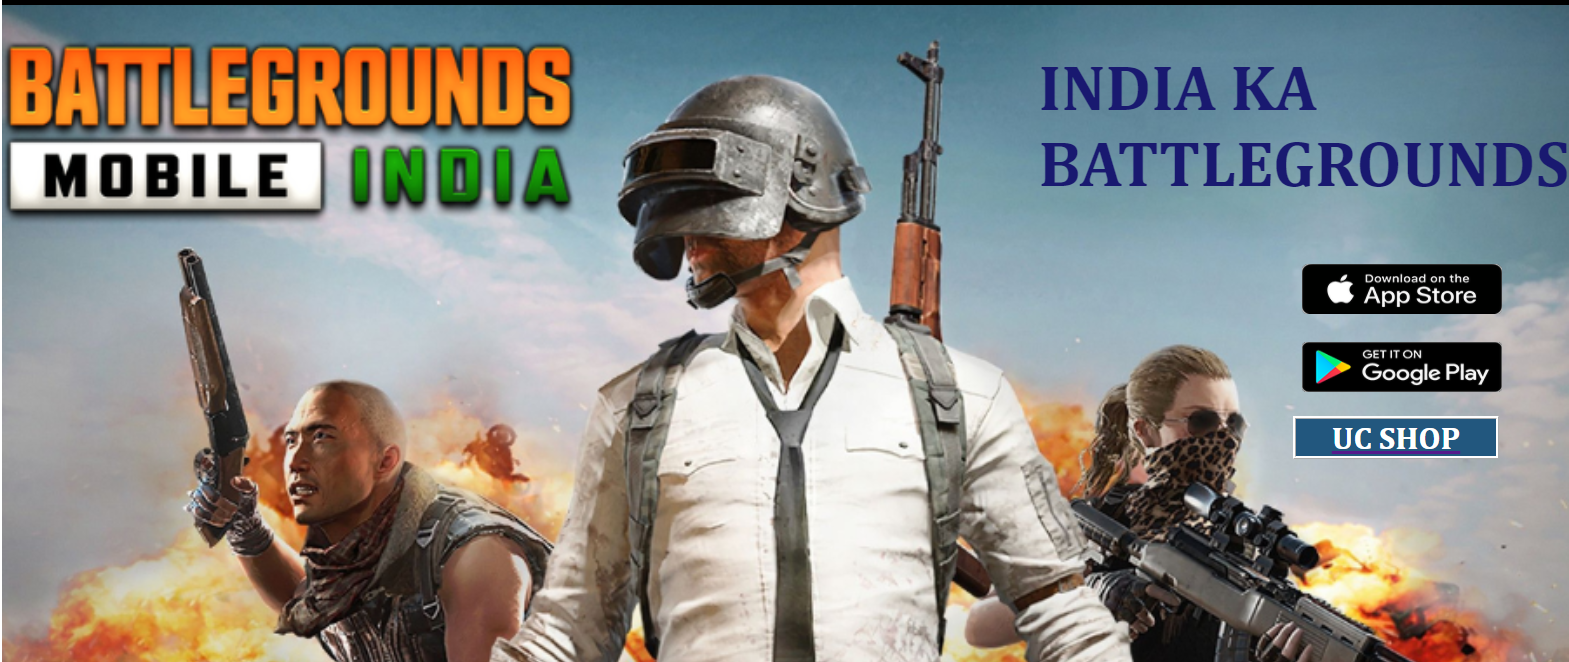 BATTLEGROUNDS
MOBILE INDIA
INDIA KA
BATTLEGROUNDS
Download on the
App Store
GET IT ON
Google Play
UC SHOP